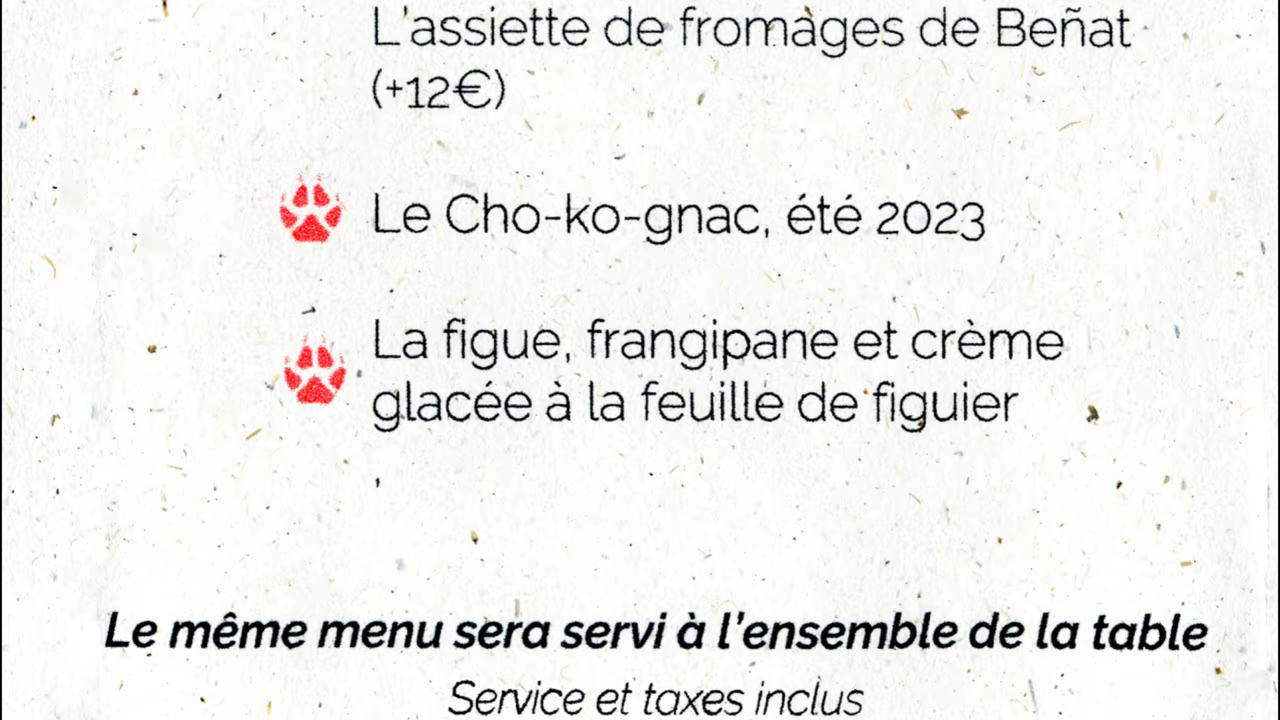 L'assiette de fromages de Beñat
(+12€)
Le Cho-ko-gnac, été 2023
La figue, frangipane et crème
glacée à la feuille de figuier
Le même menu sera servi à l'ensemble de la table
Service et taxes inclus